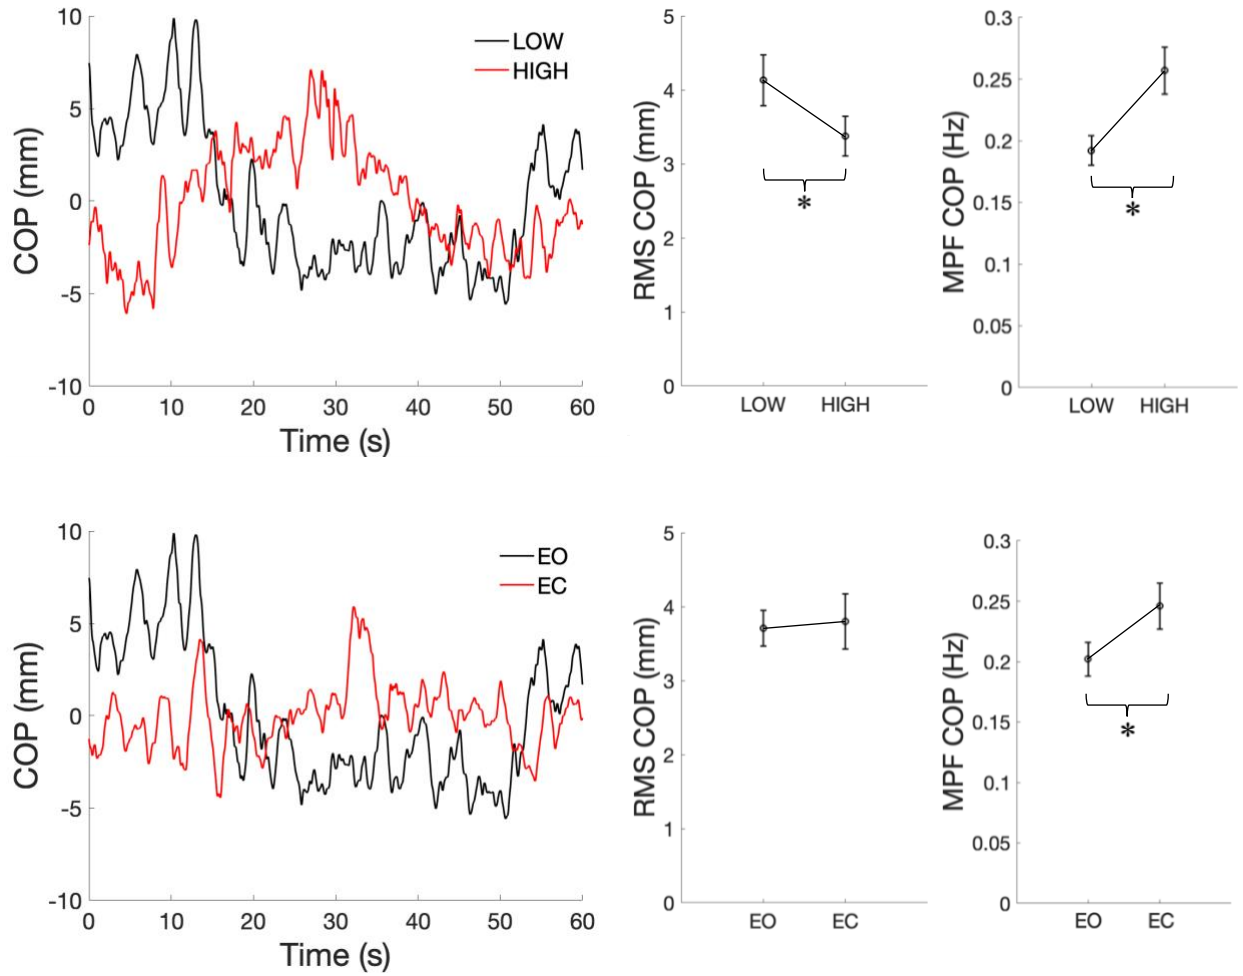 10
5
0
-5
-10
COP (mm)
LOW
HIGH
0 10 20 30 40 50 60
Time (s)
5
4
3
2
1
0
RMS COP (mm)
*
LOW HIGH
0.3
0.25
0.2
0.15
0.1
0.05
0
MPF COP (Hz)
*
LOW HIGH
10
5
0
-5
-10
COP (mm)
EO
EC
0 10 20 30 40 50 60
Time (s)
5
4
3
2
1
0
RMS COP (mm)
EO EC
0.3
0.25
0.2
0.15
0.1
0.05
0
MPF COP (Hz)
*
EO EC